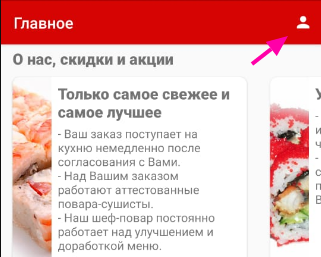 Главное
О нас, скидки и акции
Только самое свежее и
самое лучшее
- Ваш заказ поступает на
кухню немедленно после
согласования с Вами.
- Над Вашим заказом
работают аттестованные
повара-сушисты.
- Наш шеф-повар постоянно
работает над улучшением и
доработкой меню.